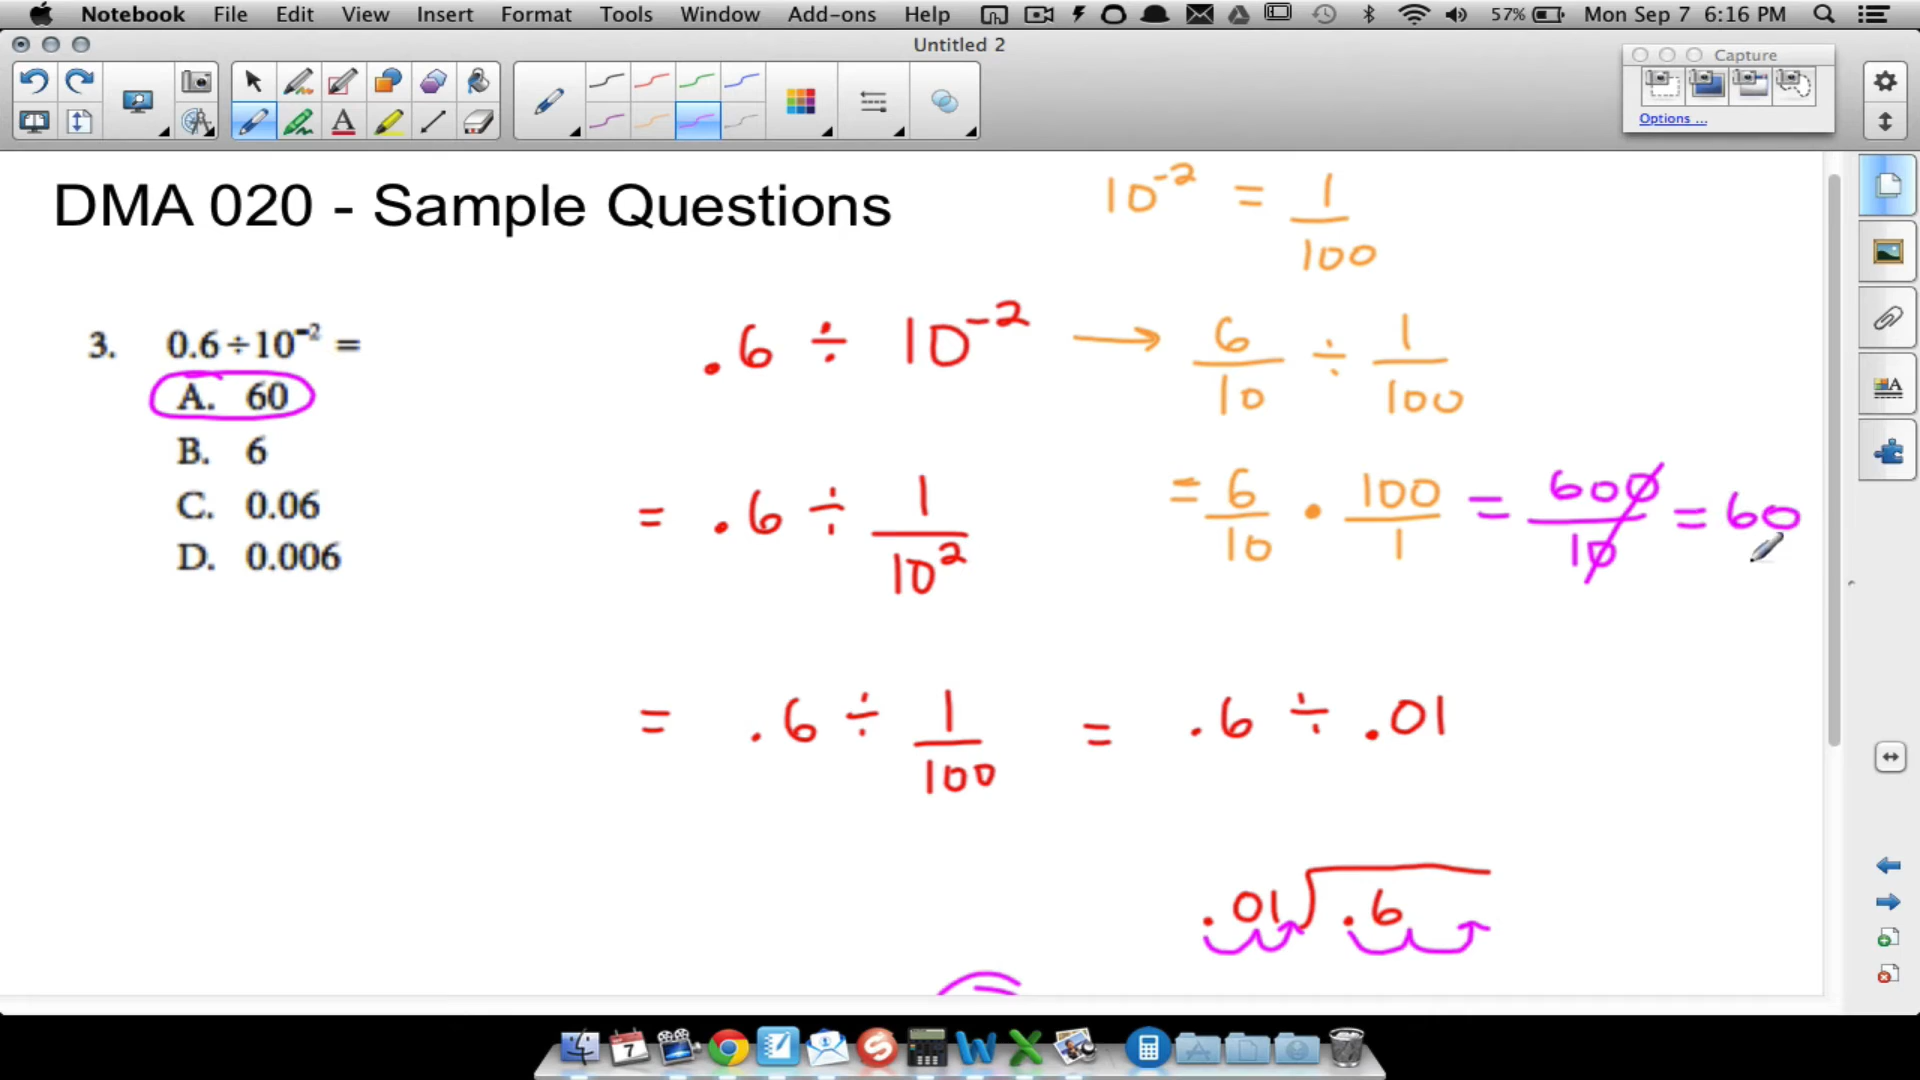 Notebook File Edit View Insert Format Tools Window Add-ons Help 57% Mon Sep 7 6:16 PM
Untitled 2
Capture
Options ...
DMA 020 - Sample Questions
10⁻² = 1/100
3. 0.6 ÷ 10⁻² =
A. 60
B. 6
C. 0.06
D. 0.006
.6 ÷ 10⁻² → 6/10 ÷ 1/100
= 6/10 • 100/1 = 600/10 = 60
= .6 ÷ 1/10²
= .6 ÷ 1/100 = .6 ÷ .01
.01 .6
7